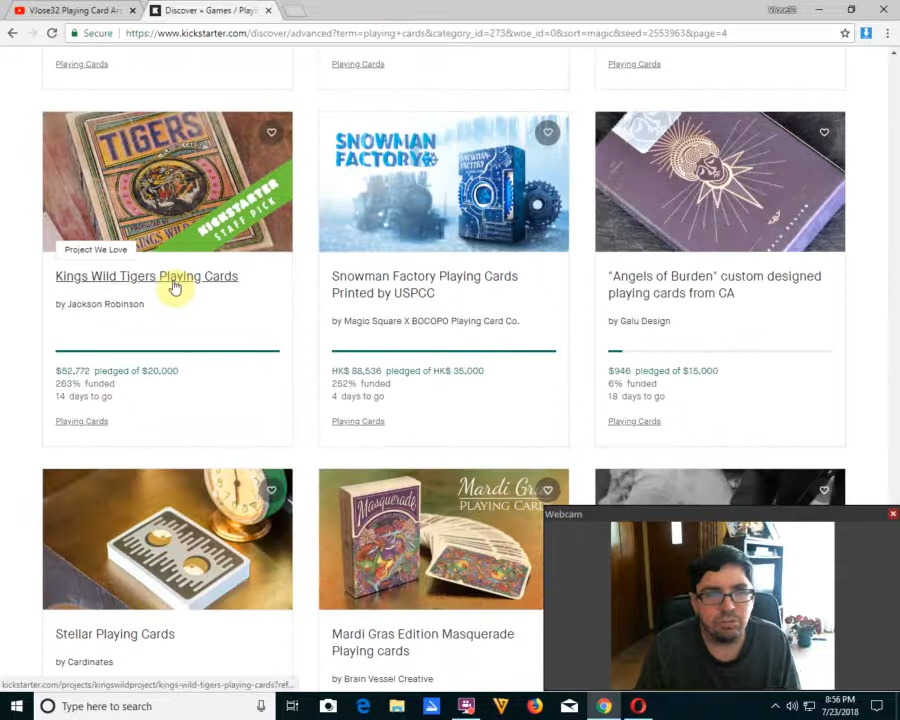 VJose32 Playing Card Arc
Discover » Games / Playi
VJose32
Secure
https://www.kickstarter.com/discover/advanced?term=playing+cards&category_id=273&woe_id=0&sort=magic&seed=2553963&page=4
Playing Cards
Playing Cards
Playing Cards
TIGERS
KICKSTARTER
STAFF PICK
KINGS WILD
SNOWMAN
FACTORY
Project We Love
Kings Wild Tigers Playing Cards
by Jackson Robinson
$52,772 pledged of $20,000
263% funded
14 days to go
Playing Cards
Snowman Factory Playing Cards
Printed by USPCC
by Magic Square X BOCOPO Playing Card Co.
HK$ 88,536 pledged of HK$ 35,000
252% funded
4 days to go
Playing Cards
"Angels of Burden" custom designed
playing cards from CA
by Galu Design
$946 pledged of $15,000
6% funded
18 days to go
Playing Cards
Masquerade
Mardi Gra
PLAYING CARD
Webcam
Stellar Playing Cards
by Cardinates
Mardi Gras Edition Masquerade
Playing cards
by Brain Vessel Creative
kickstarter.com/projects/kingswildproject/kings-wild-tigers-playing-cards?ref...
Type here to search
8:56 PM
7/23/2018